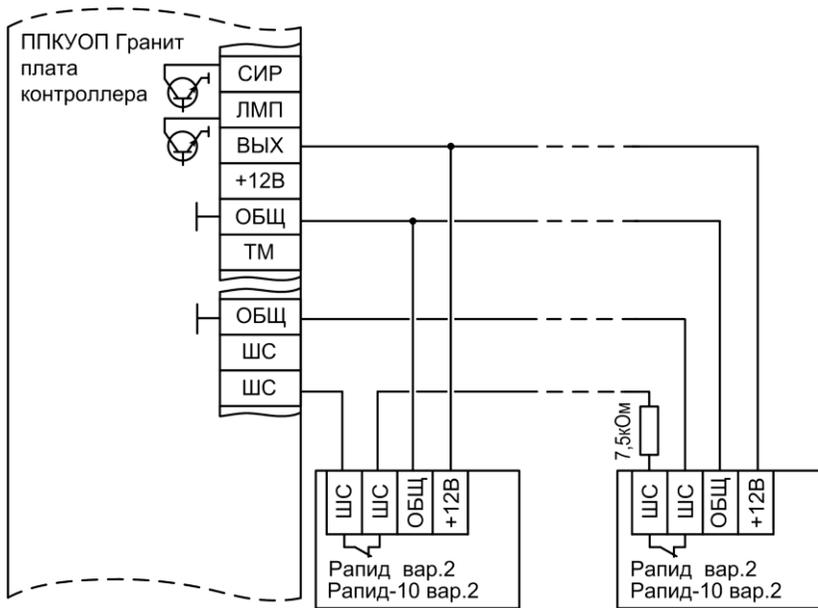 ППКУОП Гранит
плата
контроллера
СИР
ЛМП
ВЫХ
+12В
ОБЩ
ТМ
ОБЩ
ШС
ШС
7,5кОм
ШС
ШС
ОБЩ
+12В
ШС
ШС
ОБЩ
+12В
Рапид вар.2
Рапид-10 вар.2
Рапид вар.2
Рапид-10 вар.2